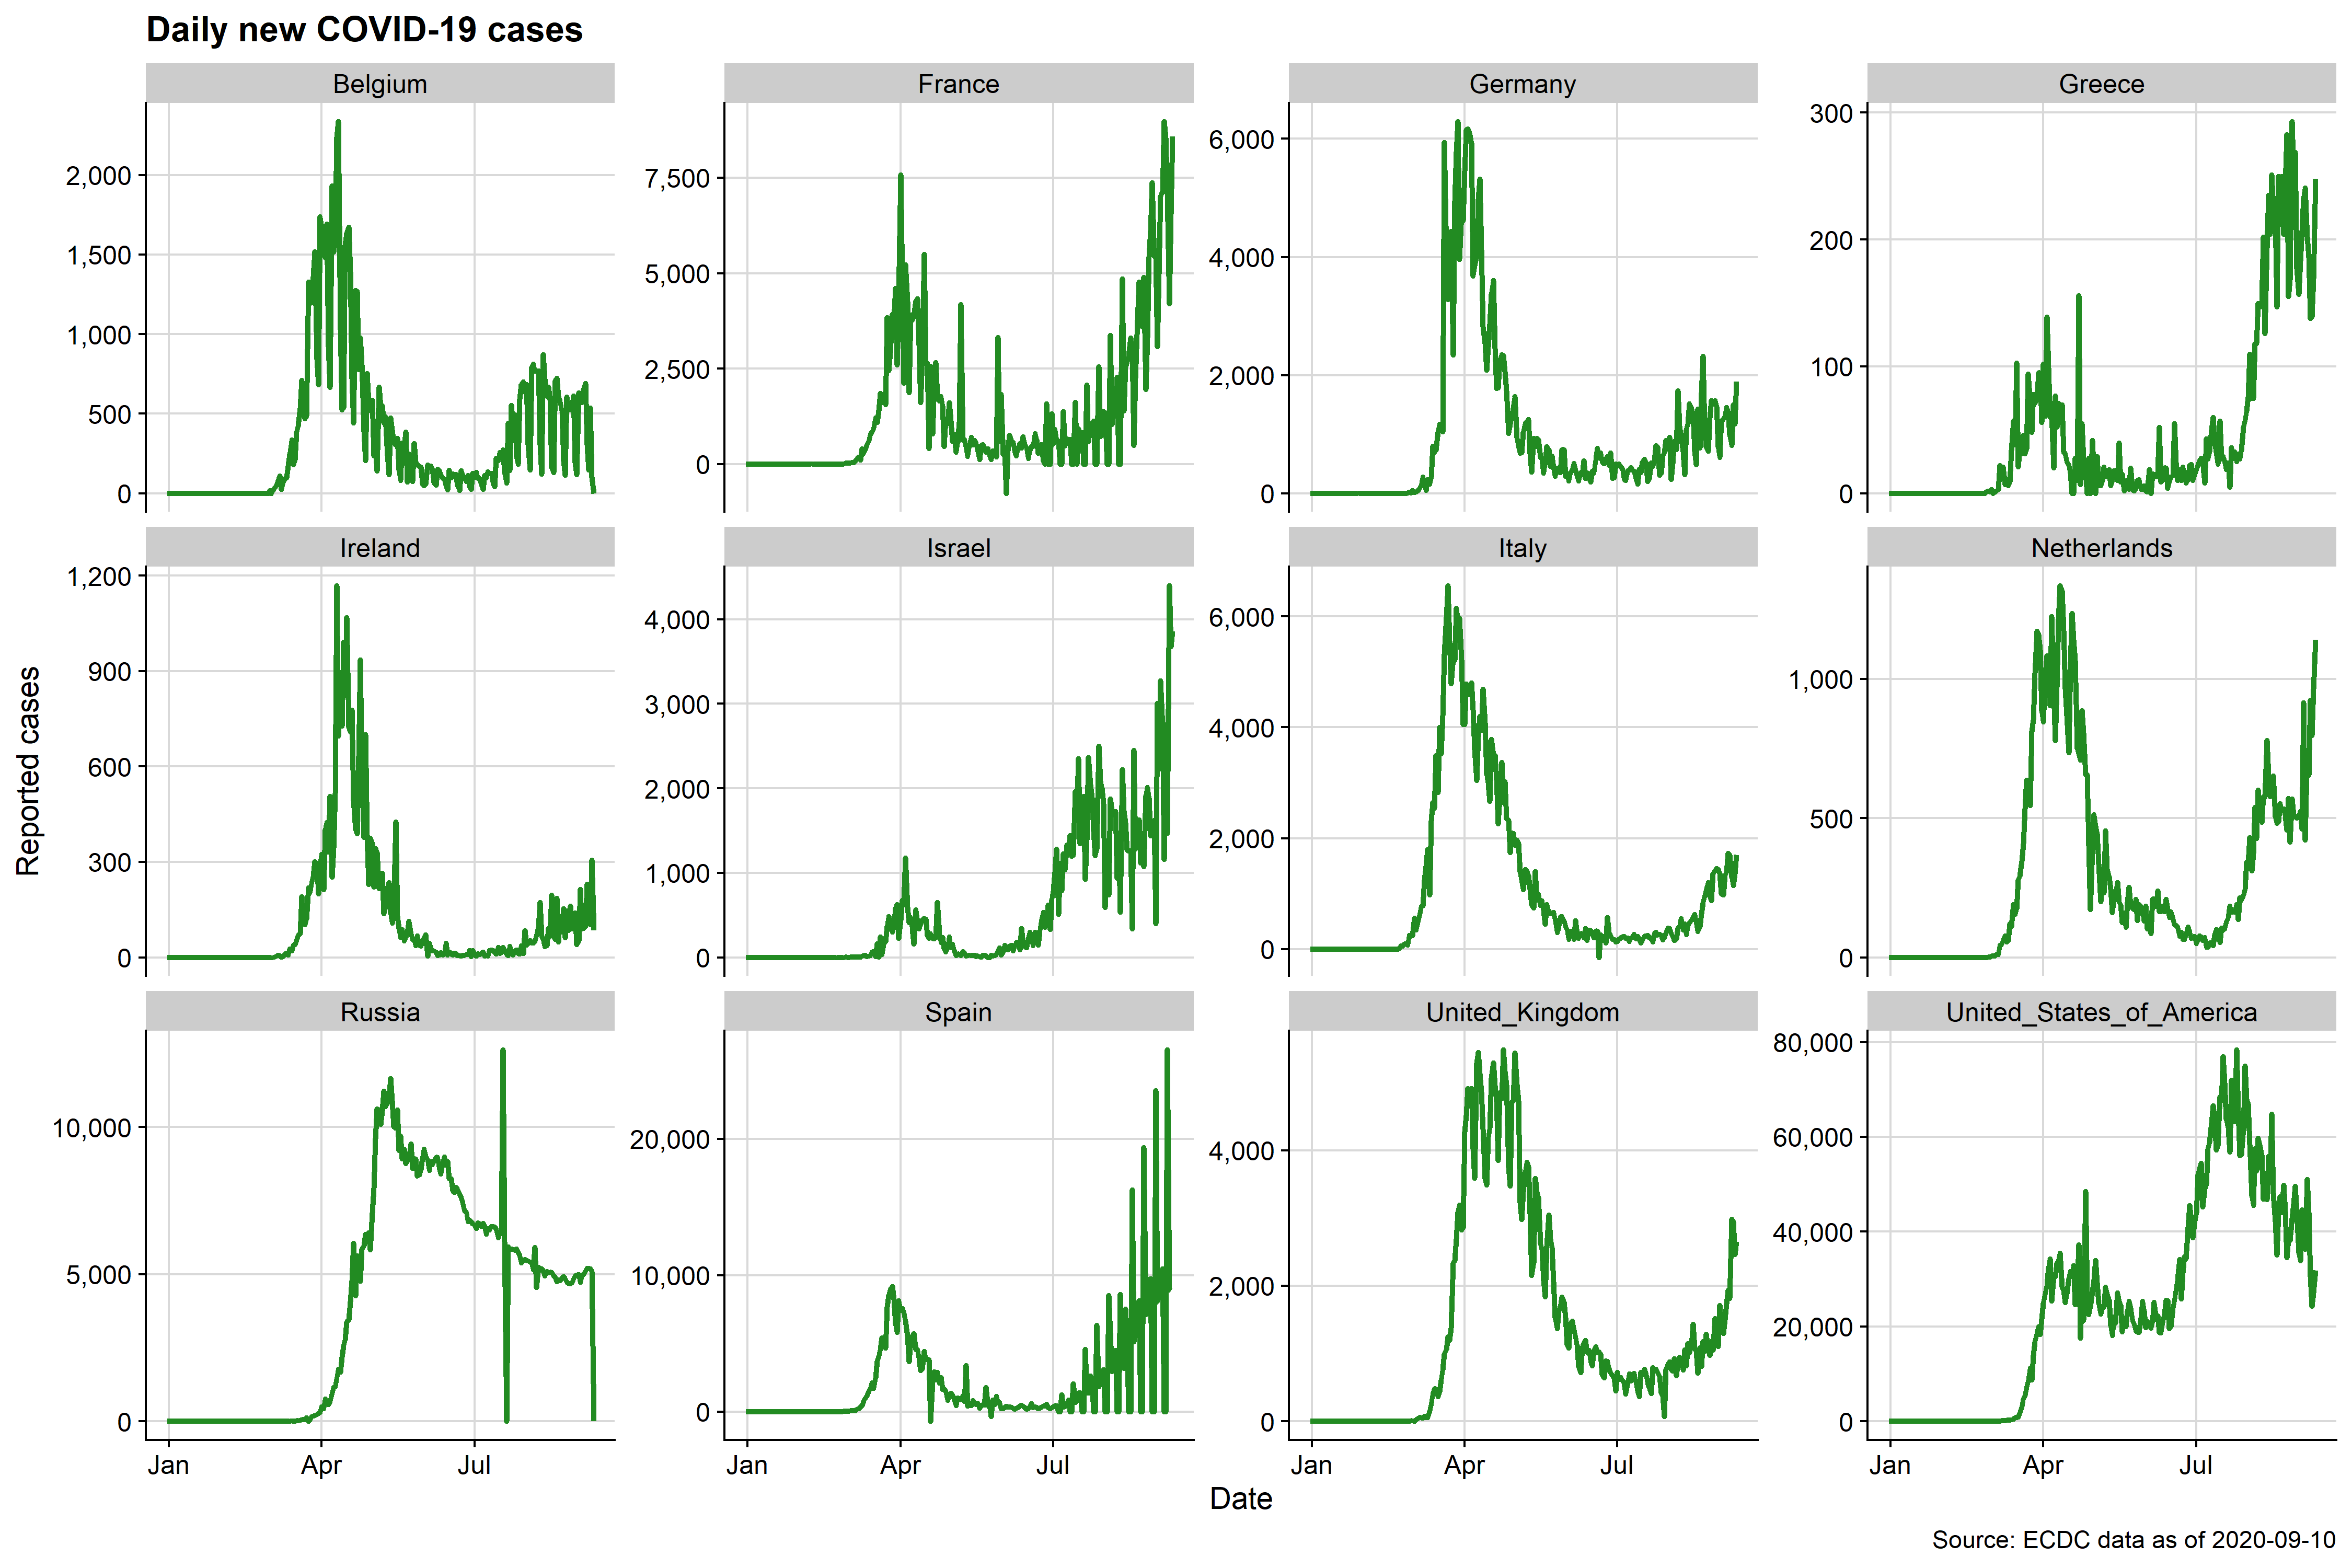 Daily new COVID-19 cases
Belgium
France
Germany
Greece
2,000
1,500
1,000
500
0
7,500
5,000
2,500
0
6,000
4,000
2,000
0
300
200
100
0
Ireland
Israel
Italy
Netherlands
1,200
900
600
300
0
4,000
3,000
2,000
1,000
0
6,000
4,000
2,000
0
1,000
500
0
Russia
Spain
United_Kingdom
United_States_of_America
10,000
5,000
0
20,000
10,000
0
4,000
2,000
0
80,000
60,000
40,000
20,000
0
Jan Apr Jul
Jan Apr Jul
Jan Apr Jul
Jan Apr Jul
Reported cases
Date
Source: ECDC data as of 2020-09-10